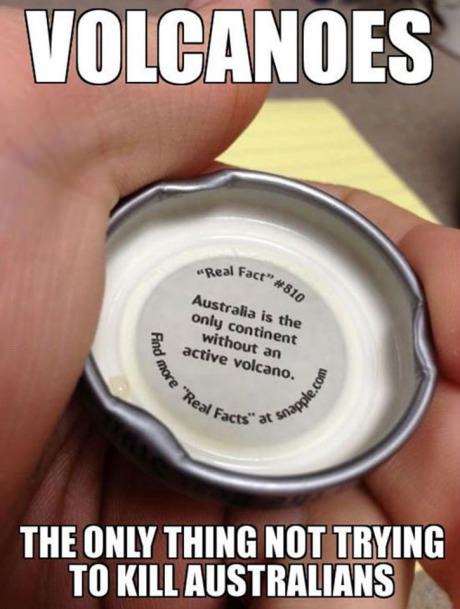 VOLCANOES
"Real Fact" #810
Australia is the
only continent
without an
active volcano.
Find more "Real Facts" at snapple.com
THE ONLY THING NOT TRYING
TO KILL AUSTRALIANS